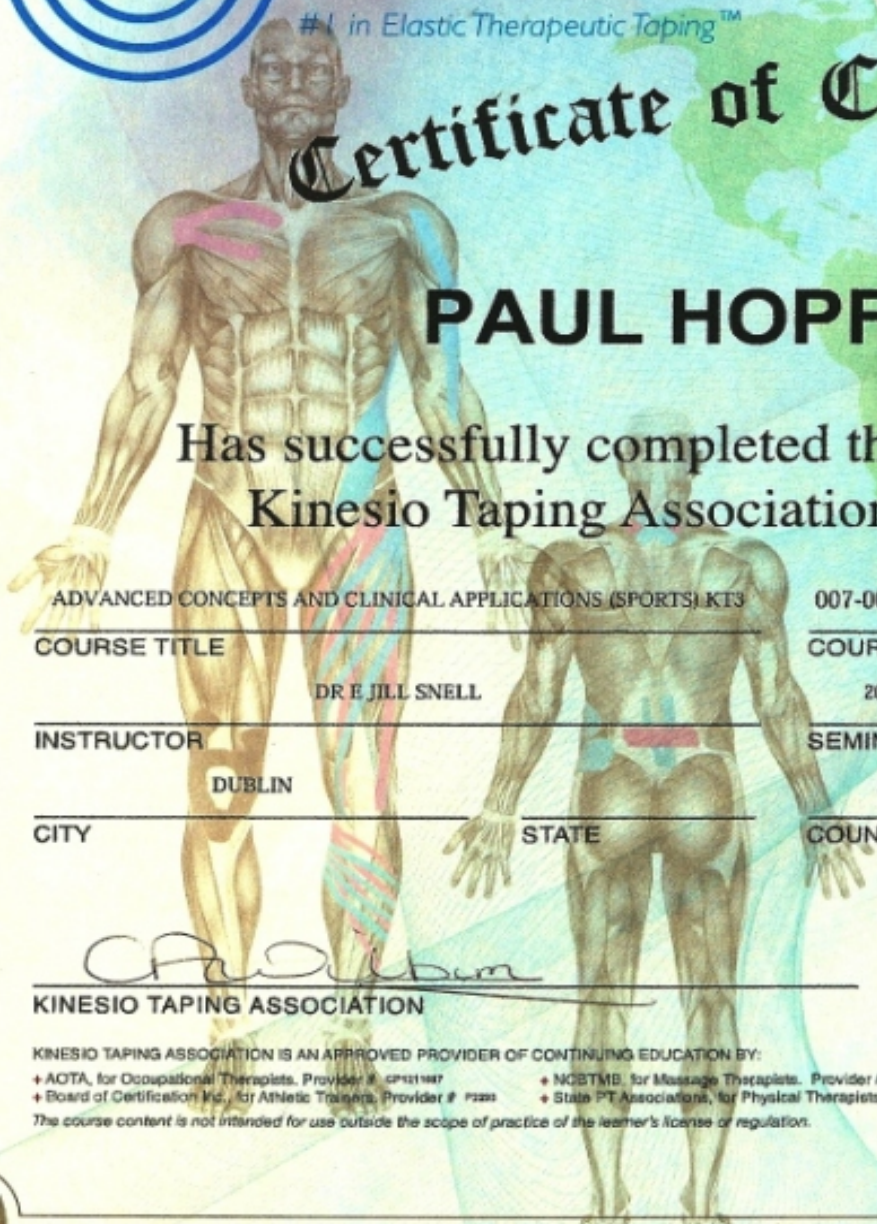 #1 in Elastic Therapeutic Taping™
Certificate of C
PAUL HOPP
Has successfully completed th
Kinesio Taping Association
ADVANCED CONCEPTS AND CLINICAL APPLICATIONS (SPORTS) KT3 007-00
COURSE TITLE COUR
DR E JILL SNELL 20
INSTRUCTOR SEMIN
DUBLIN
CITY STATE COUN
KINESIO TAPING ASSOCIATION
KINESIO TAPING ASSOCIATION IS AN APPROVED PROVIDER OF CONTINUING EDUCATION BY:
+ AOTA, for Occupational Therapists. Provider # + NCBTMB, for Massage Therapists. Provider
+ Board of Certification Inc., for Athletic Trainers. Provider # + State PT Associations, for Physical Therapists
The course content is not intended for use outside the scope of practice of the learner's license or regulation.